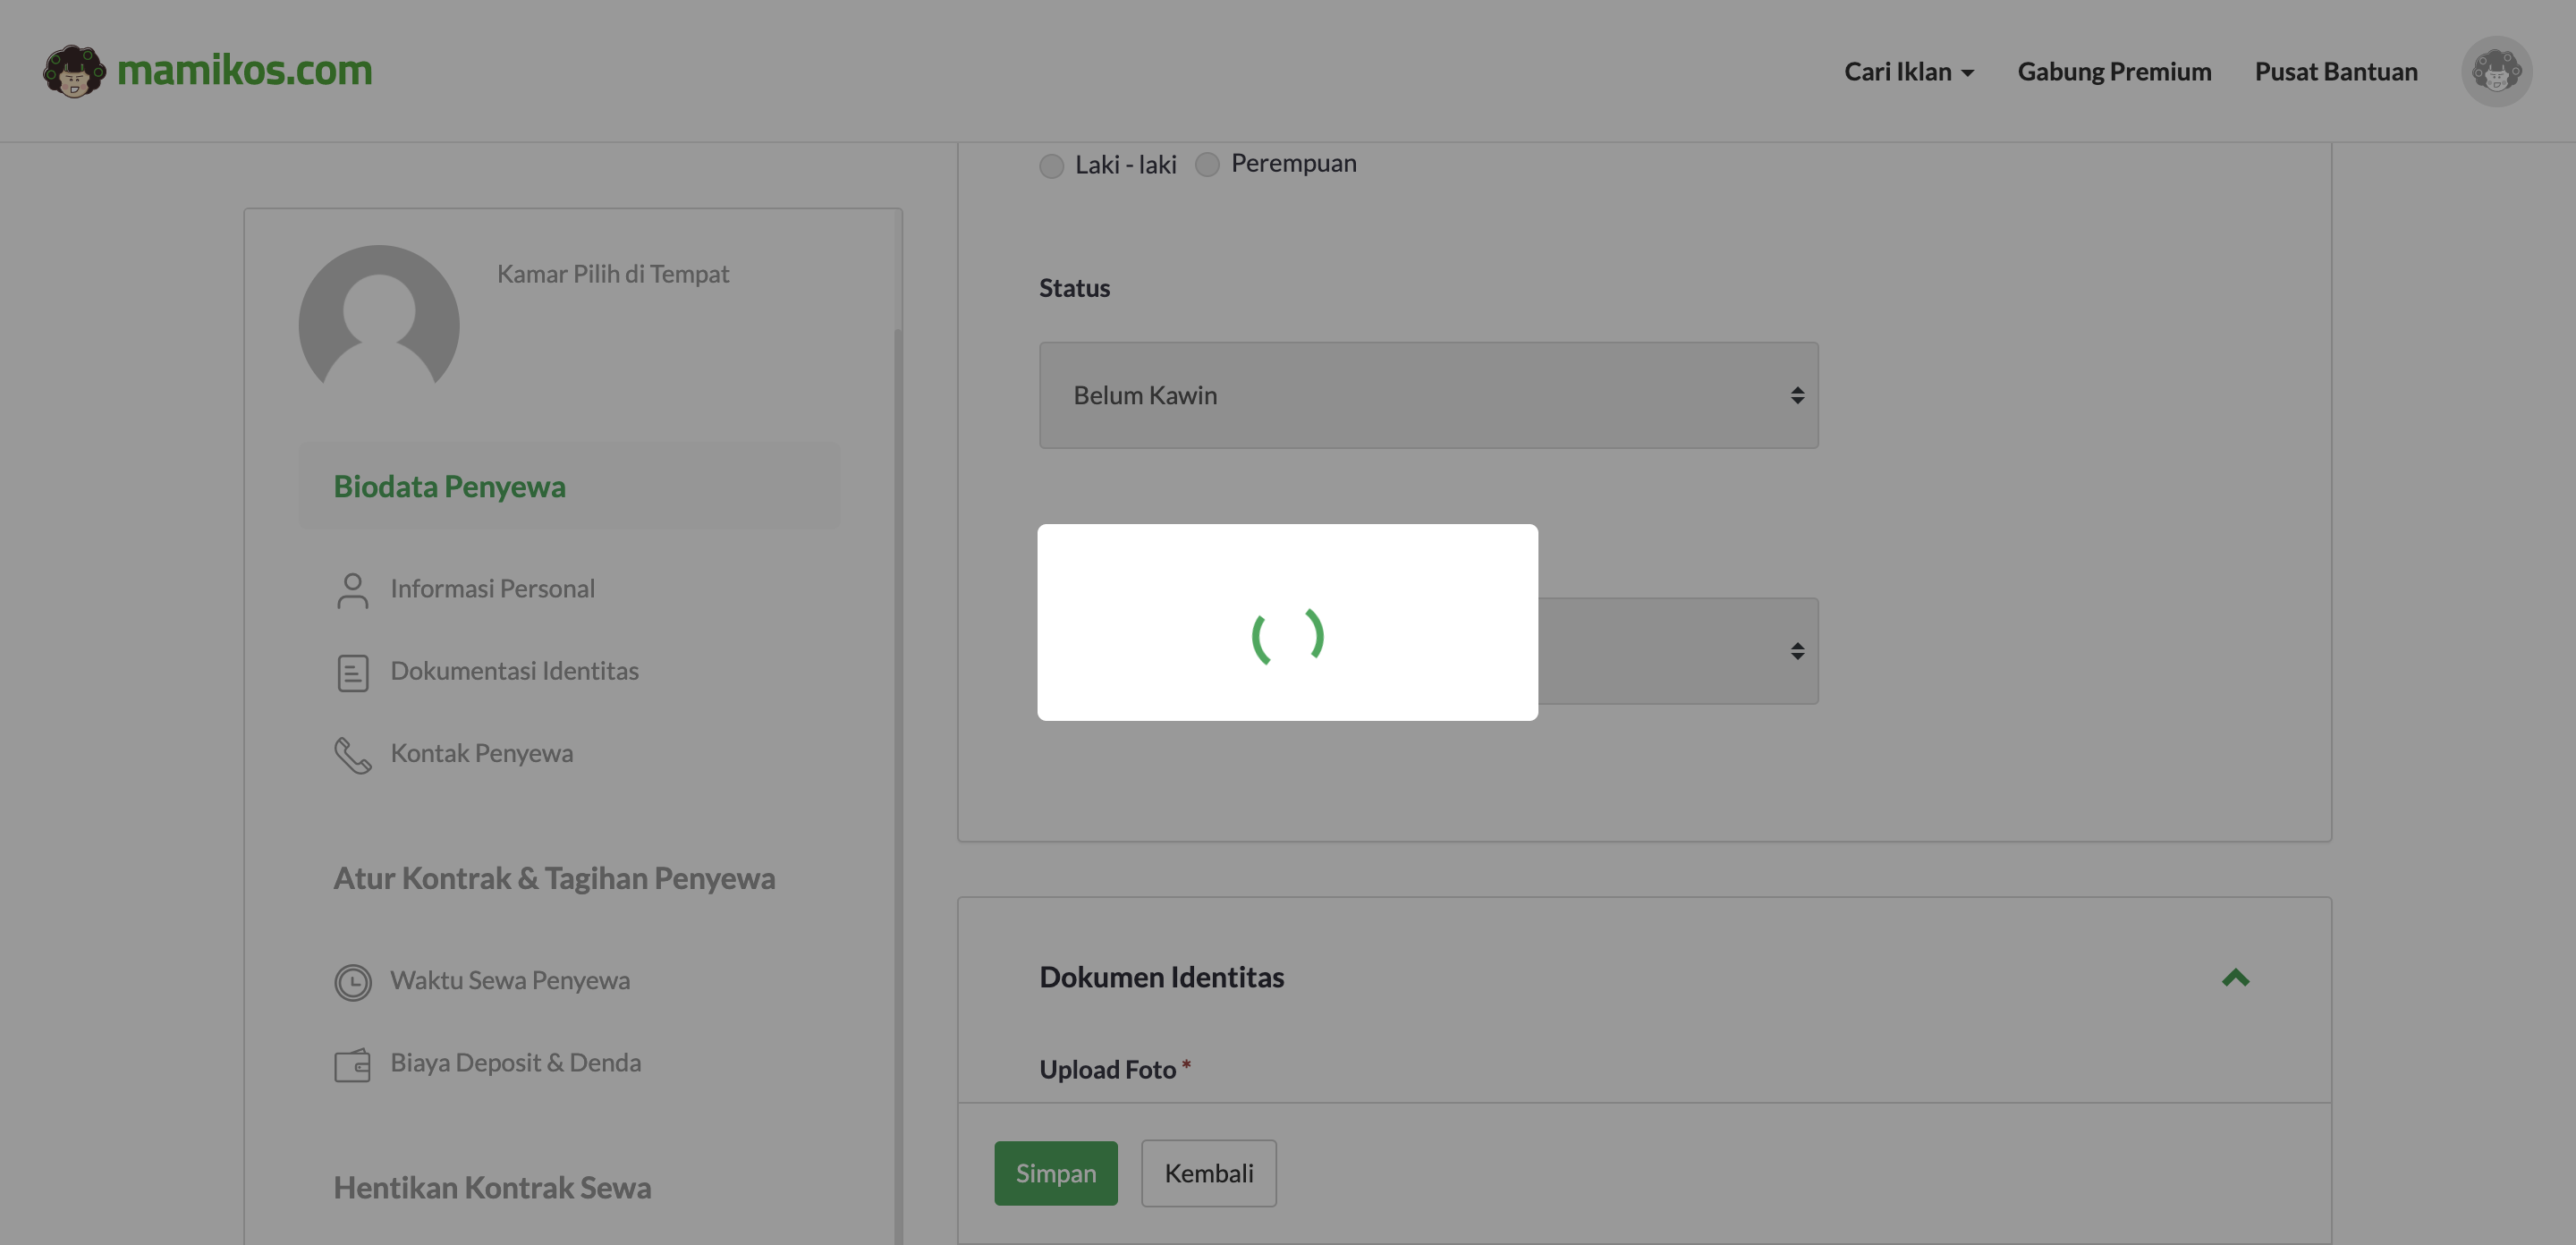 mamikos.com
Cari Iklan
Gabung Premium
Pusat Bantuan
Kamar Pilih di Tempat
Biodata Penyewa
Informasi Personal
Dokumentasi Identitas
Kontak Penyewa
Atur Kontrak & Tagihan Penyewa
Waktu Sewa Penyewa
Biaya Deposit & Denda
Hentikan Kontrak Sewa
Laki - laki
Perempuan
Status
Belum Kawin
Dokumen Identitas
Upload Foto *
Simpan
Kembali